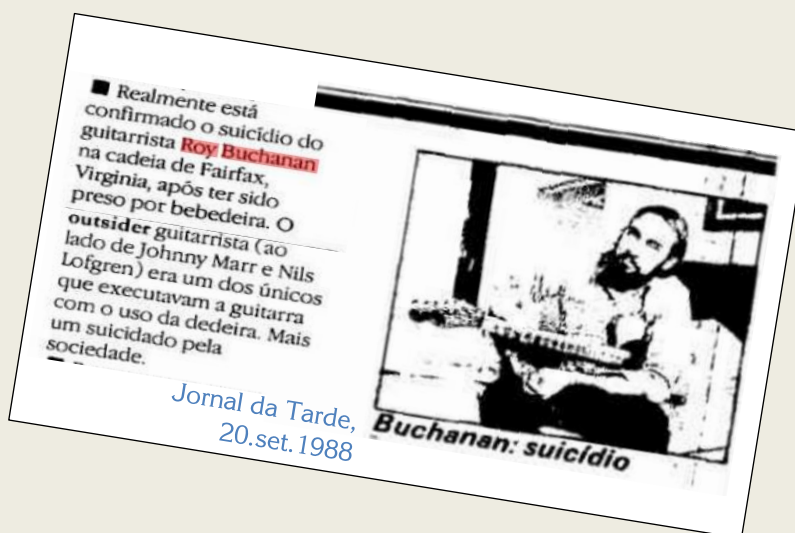 Realmente está
confirmado o suicídio do
guitarrista Roy Buchanan
na cadeia de Fairfax,
Virginia, após ter sido
preso por bebedeira. O
outsider guitarrista (ao
lado de Johnny Marr e Nils
Lofgren) era um dos únicos
que executavam a guitarra
com o uso da dedeira. Mais
um suicidado pela
sociedade.
Jornal da Tarde,
20.set.1988
Buchanan: suicídio